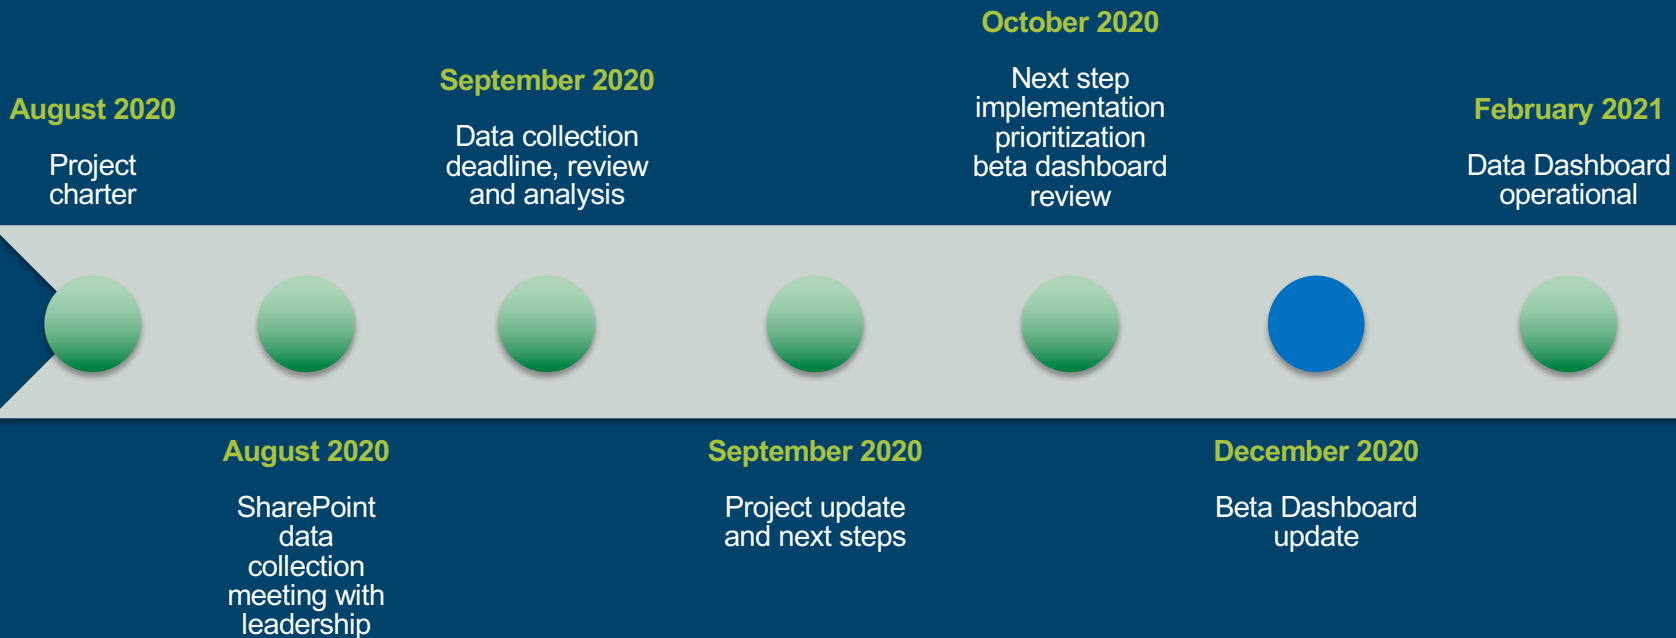 August 2020
Project
charter
August 2020
SharePoint
data
collection
meeting with
leadership
September 2020
Data collection
deadline, review
and analysis
September 2020
Project update
and next steps
October 2020
Next step
implementation
prioritization
beta dashboard
review
December 2020
Beta Dashboard
update
February 2021
Data Dashboard
operational